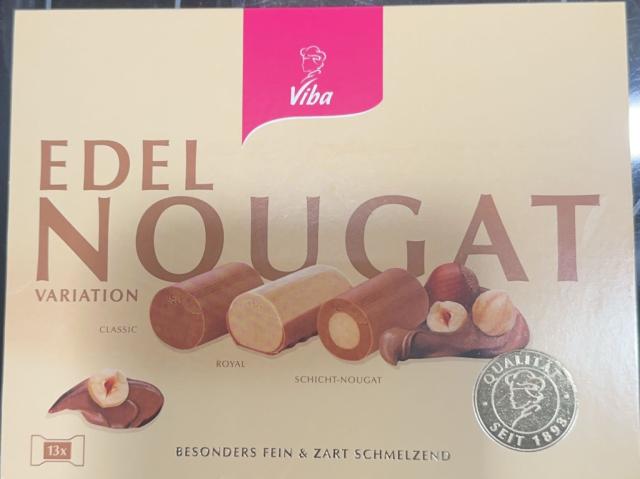 Viba
EDEL
NOUGAT
VARIATION
CLASSIC
ROYAL
SCHICHT-NOUGAT
QUALITÄT
SEIT 1893
13x
BESONDERS FEIN & ZART SCHMELZEND